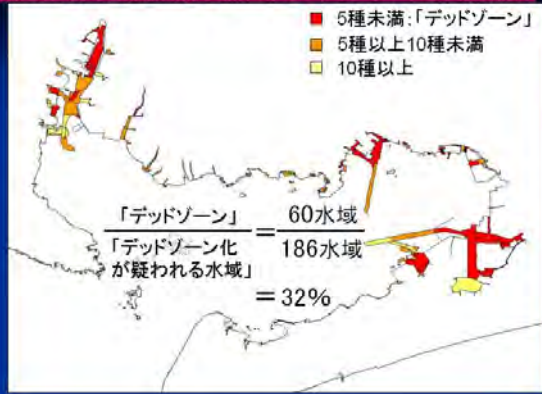 5種未満:「デッドゾーン」
5種以上10種未満
10種以上
「デッドゾーン」
「デッドゾーン化
が疑われる水域」
=
60水域
186水域
=32%